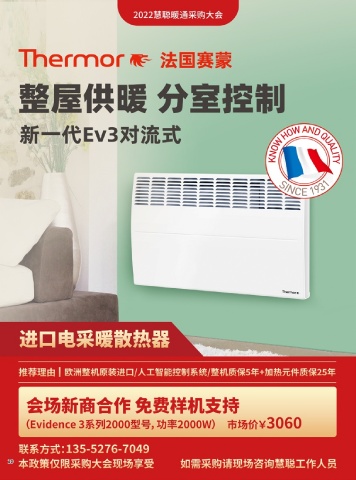 2022慧聪暖通采购大会
Thermor 法国赛蒙
整屋供暖 分室控制
新一代Ev3对流式
KNOW HOW AND QUALITY
SINCE 1931
Thermor
进口电采暖散热器
推荐理由 | 欧洲整机原装进口/人工智能控制系统/整机质保5年+加热元件质保25年
会场新商合作 免费样机支持
(Evidence 3系列2000型号, 功率2000W) 市场价¥3060
联系方式:135-5276-7049
本政策仅限采购大会现场享受 如需采购请现场咨询慧聪工作人员